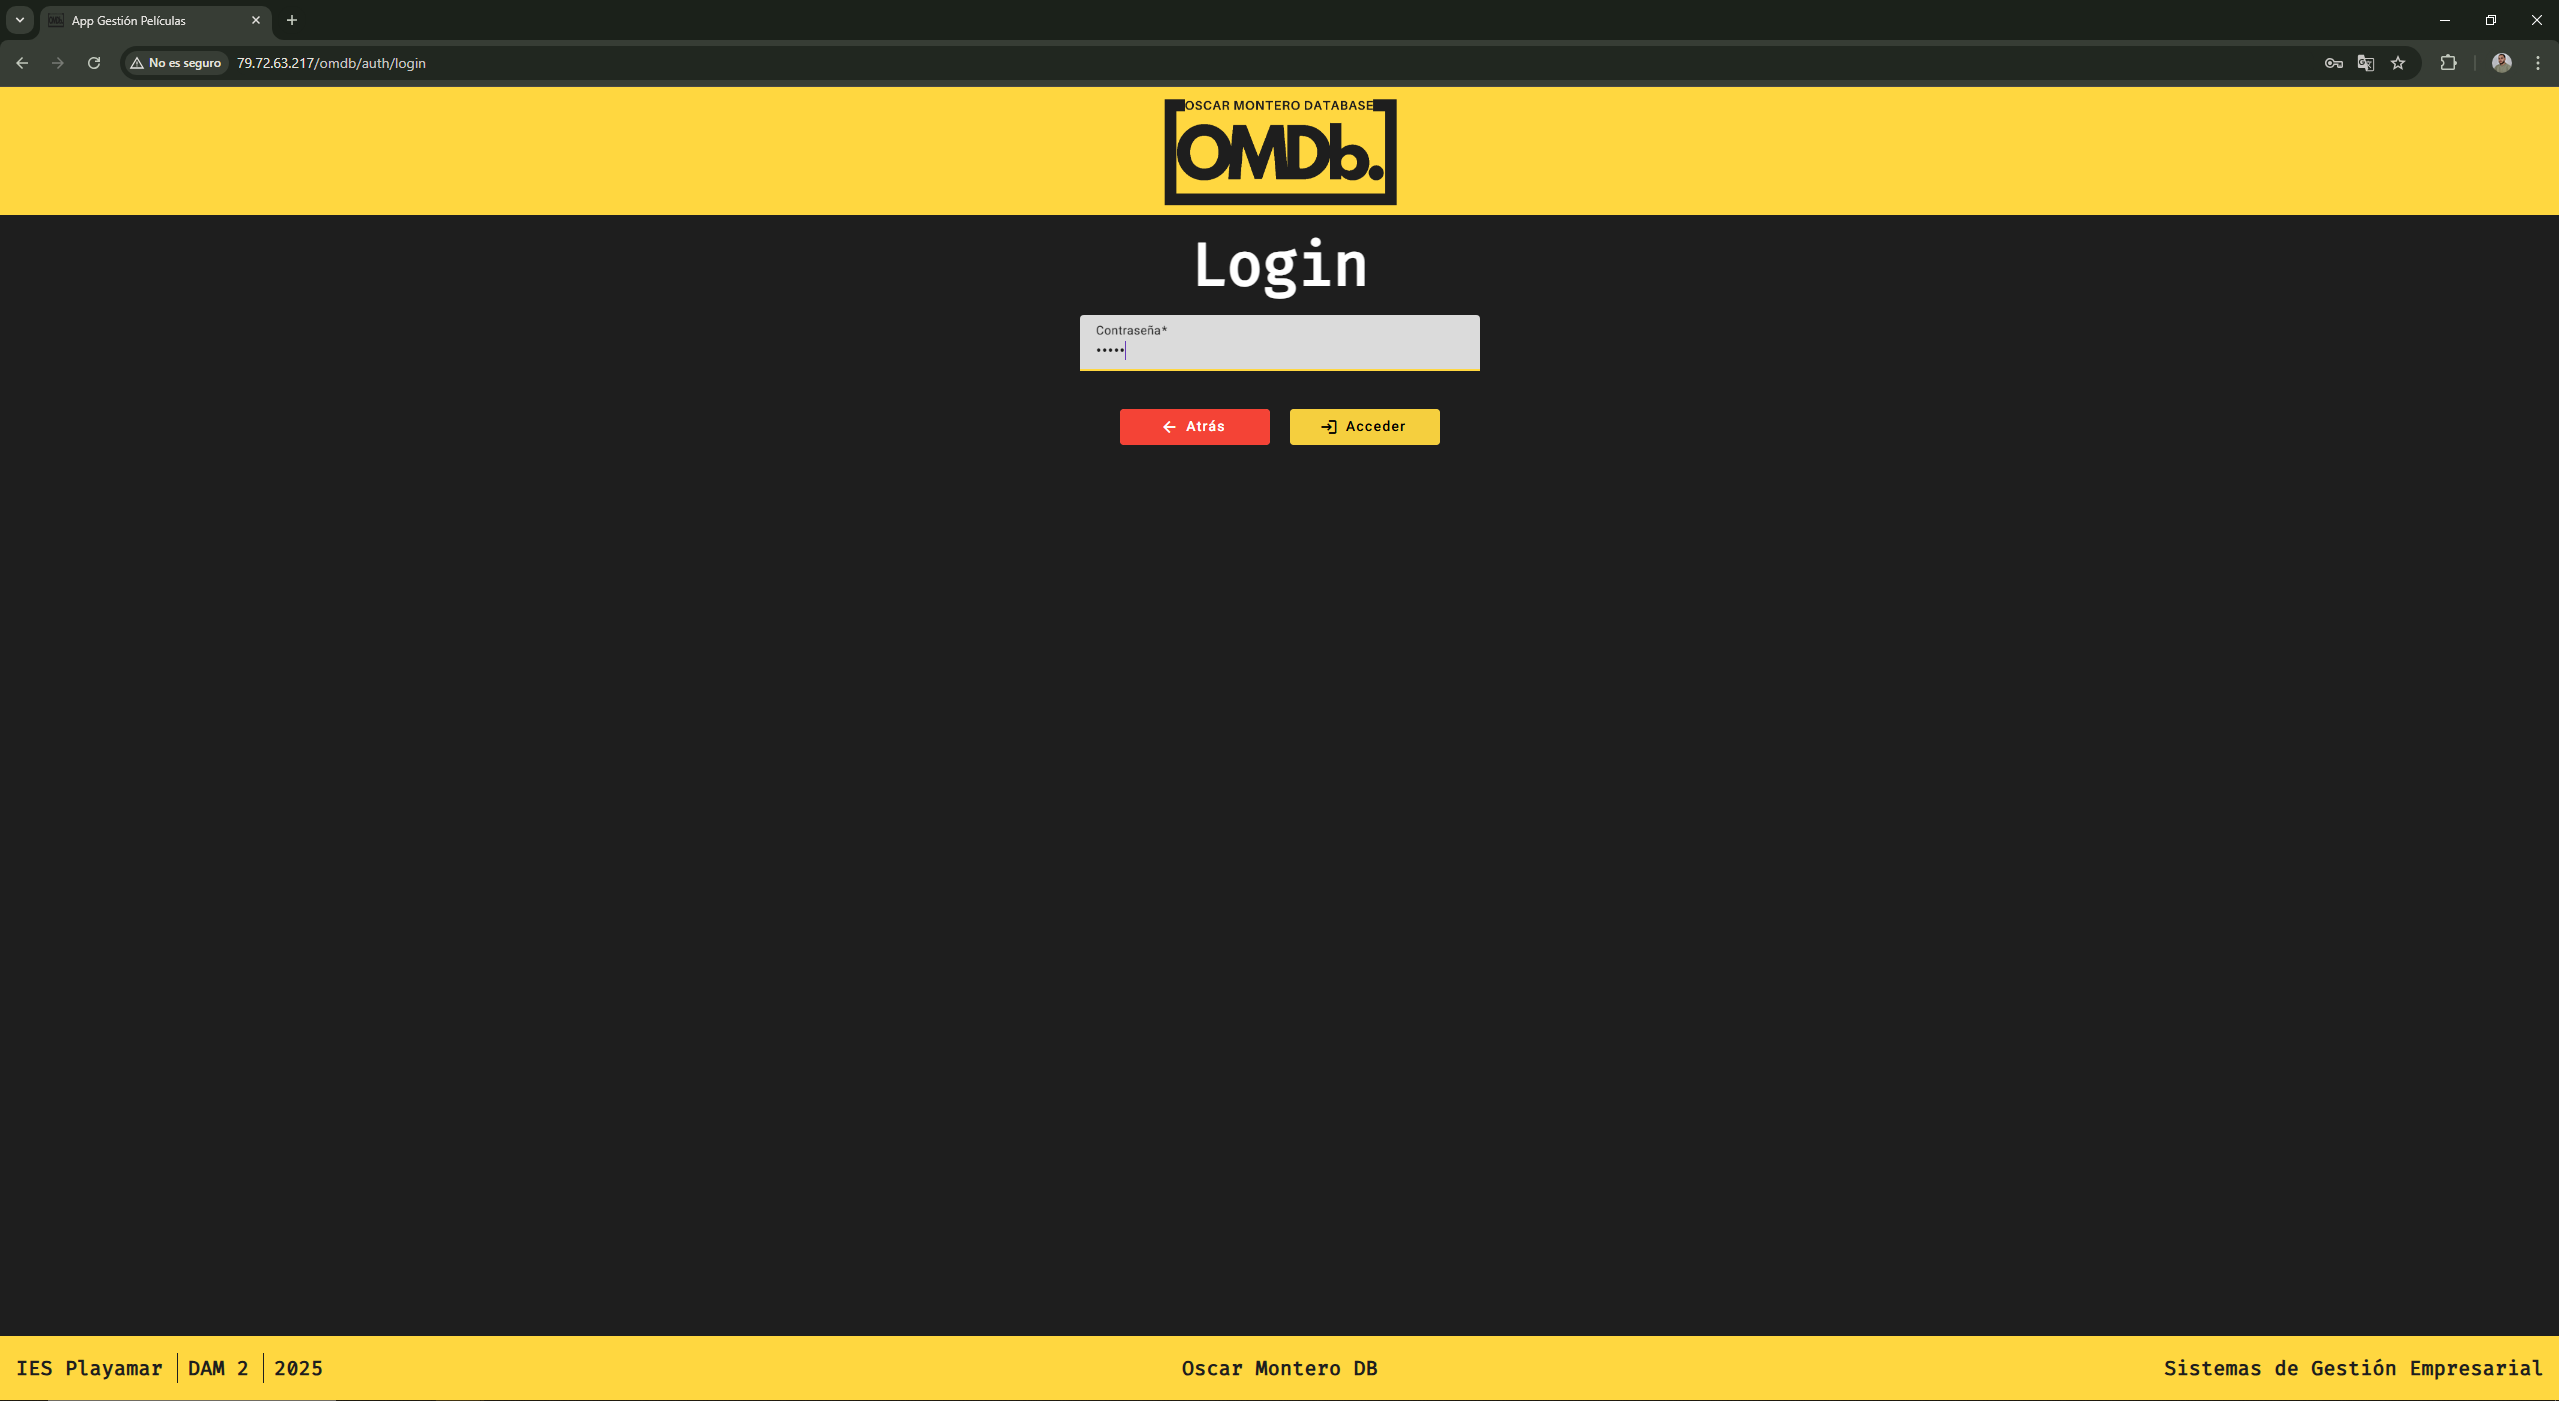 App Gestión Películas
No es seguro
79.72.63.217/omdb/auth/login
OSCAR MONTERO DATABASE
OMDb.
Login
Contraseña*
•••••
Atrás
Acceder
IES Playamar
DAM 2
2025
Oscar Montero DB
Sistemas de Gestión Empresarial